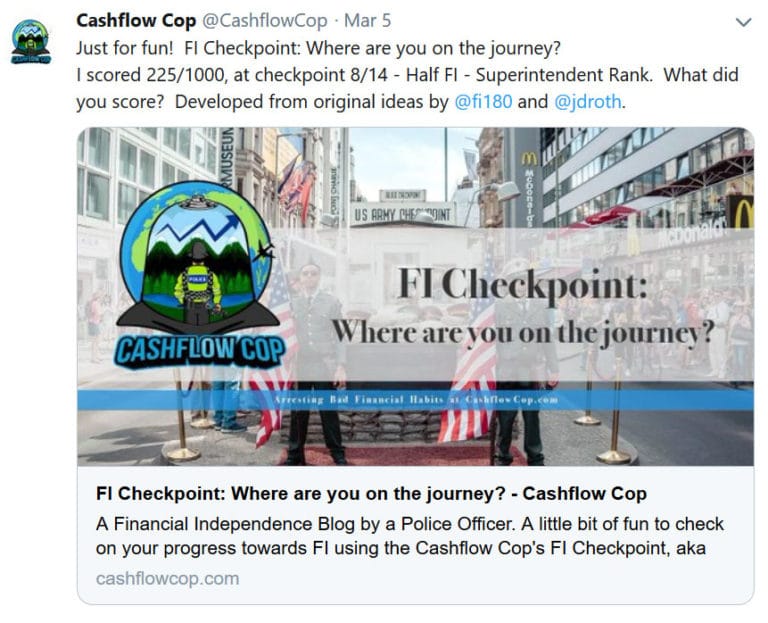 CASHFLOW COP
Cashflow Cop @CashflowCop · Mar 5
Just for fun! FI Checkpoint: Where are you on the journey?
I scored 225/1000, at checkpoint 8/14 - Half FI - Superintendent Rank. What did
you score? Developed from original ideas by @fi180 and @jdroth.
MUSEUM
McDonald's
US ARMY CHECKPOINT
McDonald's
POLICE
CASHFLOW COP
FI Checkpoint:
Where are you on the journey?
Arresting Bad Financial Habits at CashflowCop.com
FI Checkpoint: Where are you on the journey? - Cashflow Cop
A Financial Independence Blog by a Police Officer. A little bit of fun to check
on your progress towards FI using the Cashflow Cop's FI Checkpoint, aka
cashflowcop.com